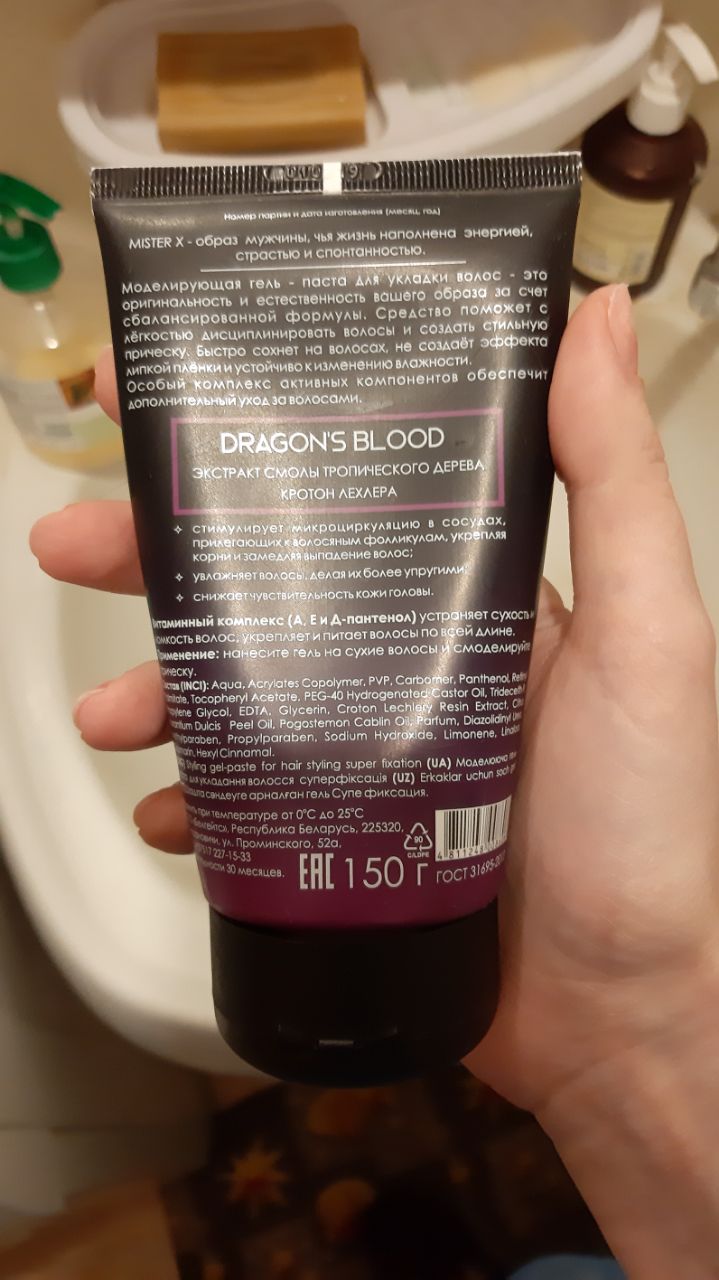 Номер партии и дата изготовления (месяц, год)
MISTER X - образ мужчины, чья жизнь наполнена энергией,
страстью и спонтанностью.
Моделирующая гель - паста для укладки волос - это
оригинальность и естественность вашего образа за счет
сбалансированной формулы. Средство поможет с
лёгкостью дисциплинировать волосы и создать стильную
прическу. Быстро сохнет на волосах, не создаёт эффекта
липкой плёнки и устойчиво к изменению влажности.
Особый комплекс активных компонентов обеспечит
дополнительный уход за волосами.
DRAGON'S BLOOD
ЭКСТРАКТ СМОЛЫ ТРОПИЧЕСКОГО ДЕРЕВА
КРОТОН ЛЕХЛЕРА
стимулирует микроциркуляцию в сосудах,
прилегающих к волосяным фолликулам, укрепляя
корни и замедляя выпадение волос;
увлажняет волосы, делая их более упругими;
снижает чувствительность кожи головы.
витаминный комплекс (А, Е и Д-пантенол) устраняет сухость и
ломкость волос, укрепляет и питает волосы по всей длине.
Применение: нанесите гель на сухие волосы и смоделируйте
прическу.
(INCI): Aqua, Acrylates Copolymer, PVP, Carbomer, Panthenol,
Tocopheryl Acetate, PEG-40 Hydrogenated Castor Oil,
Glycol, EDTA, Glycerin, Croton Lechlery Resin Extract,
Dulcis Peel Oil, Pogostemon Cablin Oil, Parfum, Diazolidinyl
Propylparaben, Sodium Hydroxide, Limonene,
Hexyl Cinnamal.
Styling gel-paste for hair styling super fixation (UA)
для укладання волосся суперфіксація (UZ) Erkaklar uchun soch
арналған гель Супе фиксация.
при температуре от 0°С до 25°С
Республика Беларусь, 225320,
ул. Проминского, 52а,
227-15-33
30 месяцев.
90
C/LDPE
EAC 150 г ГОСТ